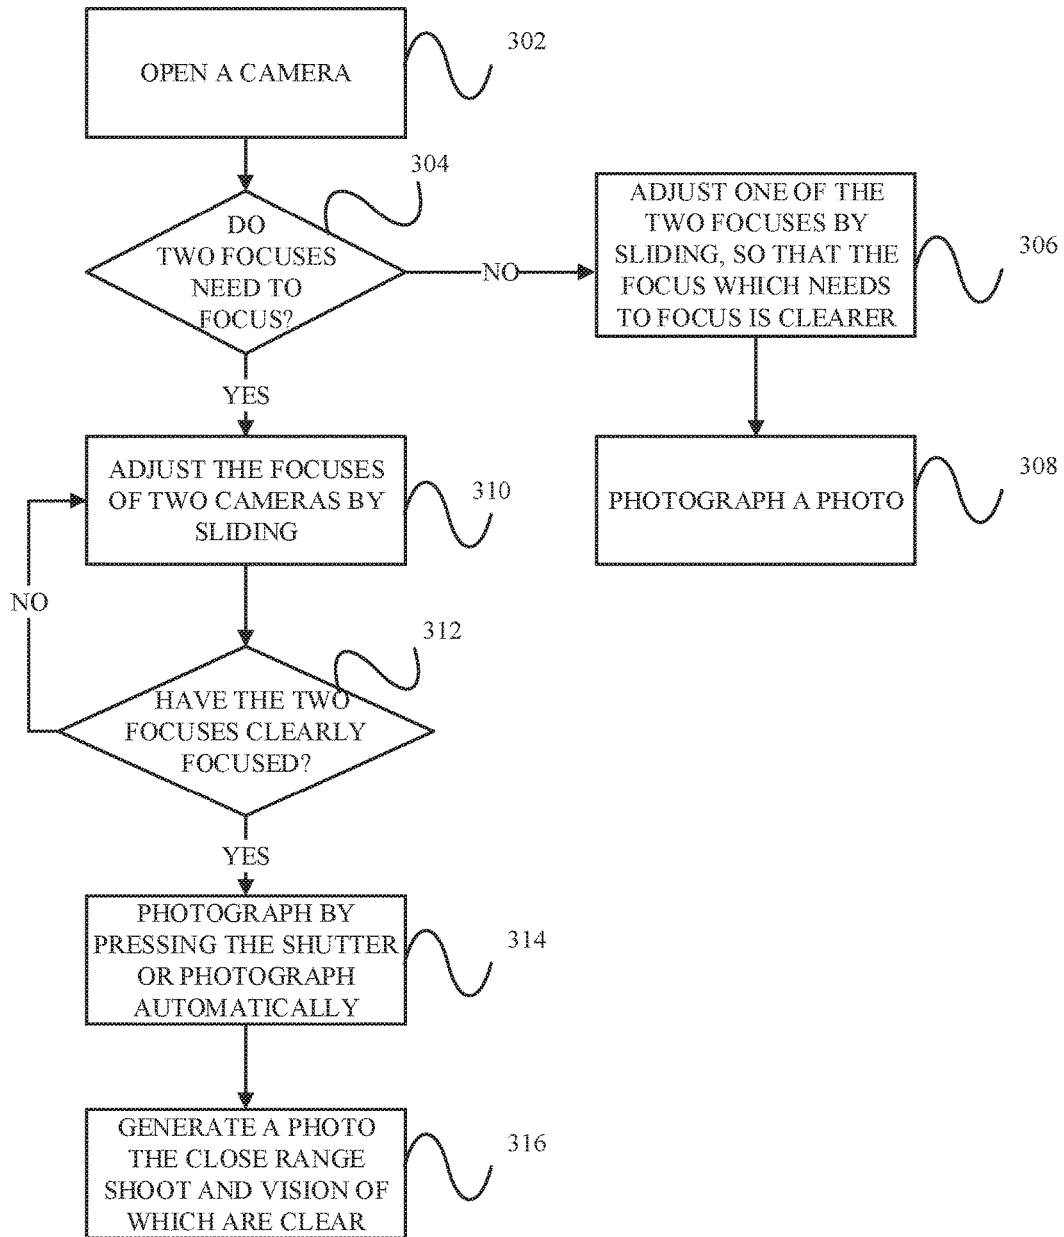 OPEN A CAMERA
302
304
DO
TWO FOCUSES
NEED TO
FOCUS?
NO
ADJUST ONE OF THE
TWO FOCUSES BY
SLIDING, SO THAT THE
FOCUS WHICH NEEDS
TO FOCUS IS CLEARER
306
YES
PHOTOGRAPH A PHOTO
308
ADJUST THE FOCUSES
OF TWO CAMERAS BY
SLIDING
310
NO
312
HAVE THE TWO
FOCUSES CLEARLY
FOCUSED?
YES
PHOTOGRAPH BY
PRESSING THE SHUTTER
OR PHOTOGRAPH
AUTOMATICALLY
314
GENERATE A PHOTO
THE CLOSE RANGE
SHOOT AND VISION OF
WHICH ARE CLEAR
316